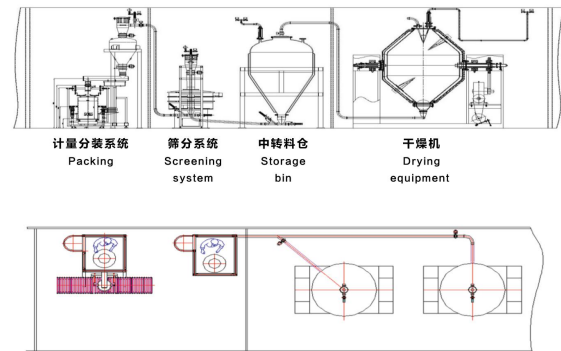 计量分装系统
Packing
筛分系统
Screening
system
中转料仓
Storage
bin
干燥机
Drying
equipment